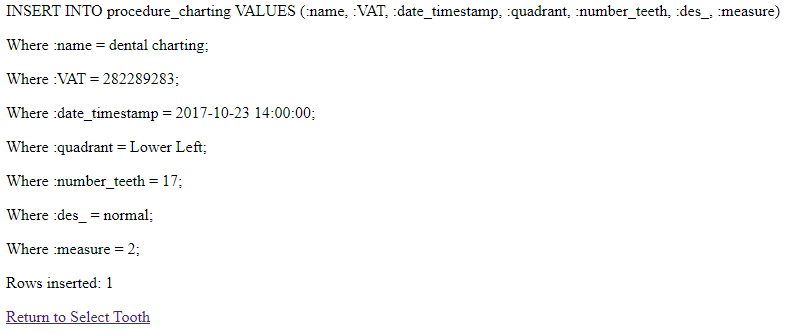 INSERT INTO procedure_charting VALUES (:name, :VAT, :date_timestamp, :quadrant, :number_teeth, :des_, :measure)
Where :name = dental charting;
Where :VAT = 282289283;
Where :date_timestamp = 2017-10-23 14:00:00;
Where :quadrant = Lower Left;
Where :number_teeth = 17;
Where :des_ = normal;
Where :measure = 2;
Rows inserted: 1
Return to Select Tooth